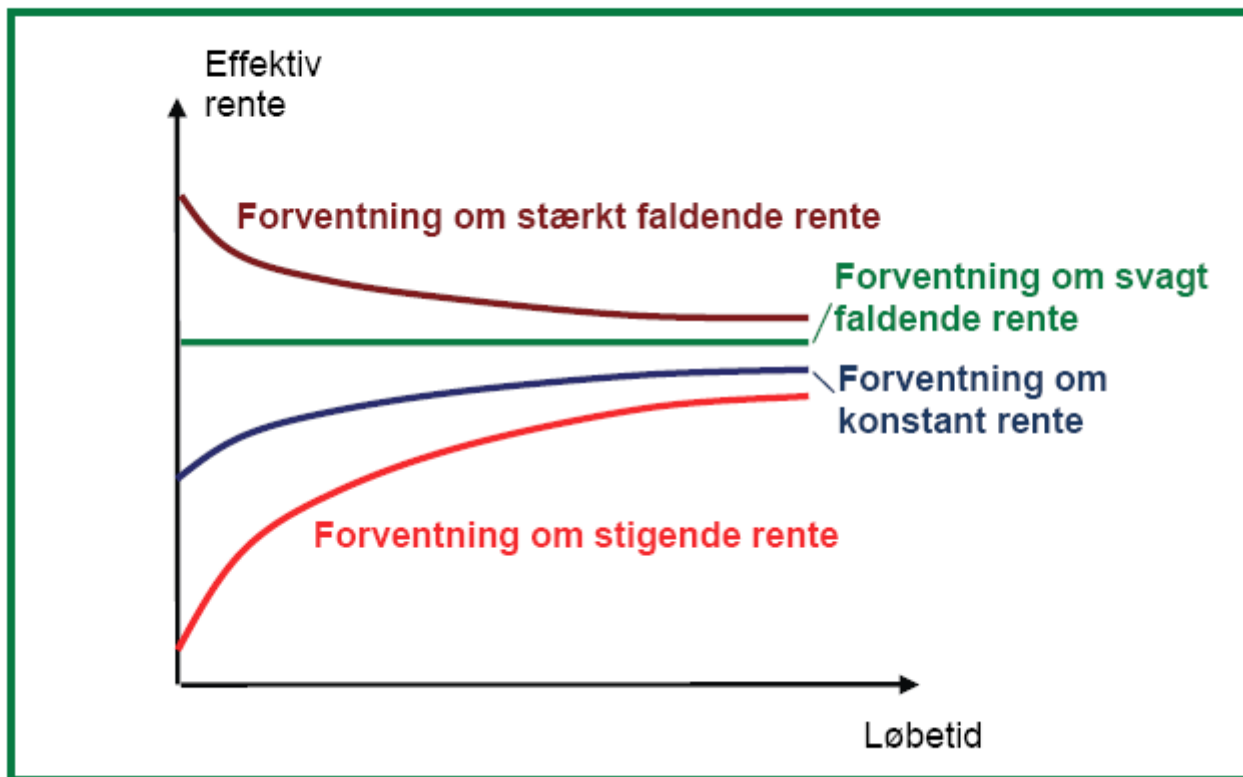 Effektiv
rente
Forventning om stærkt faldende rente
Forventning om svagt
faldende rente
Forventning om
konstant rente
Forventning om stigende rente
Løbetid